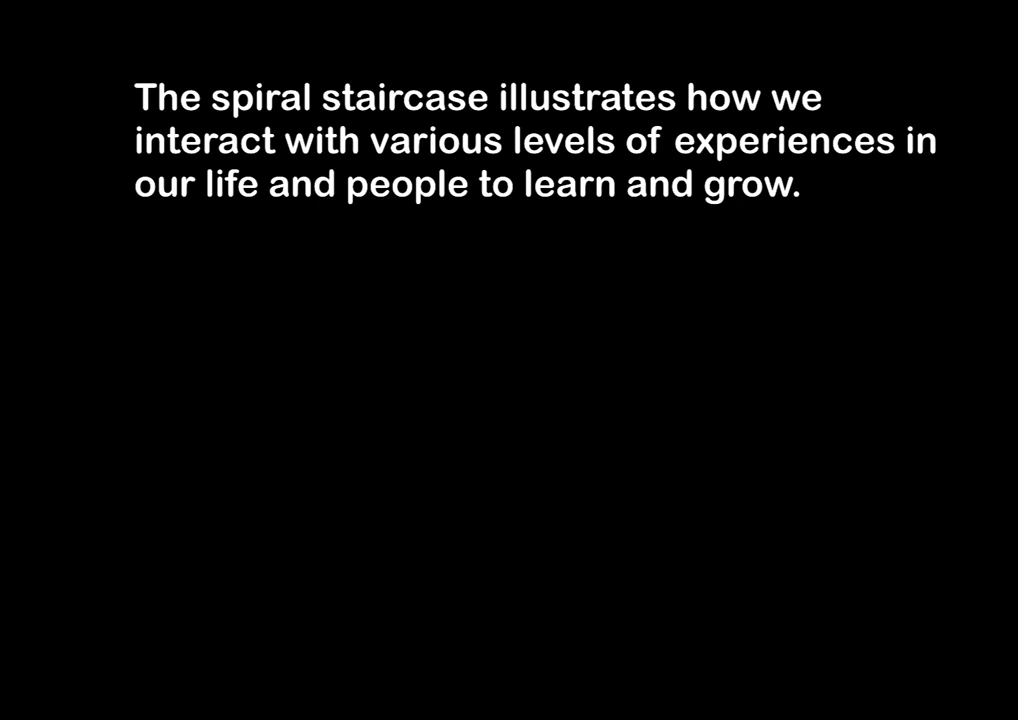 The spiral staircase illustrates how we
interact with various levels of experiences in
our life and people to learn and grow.